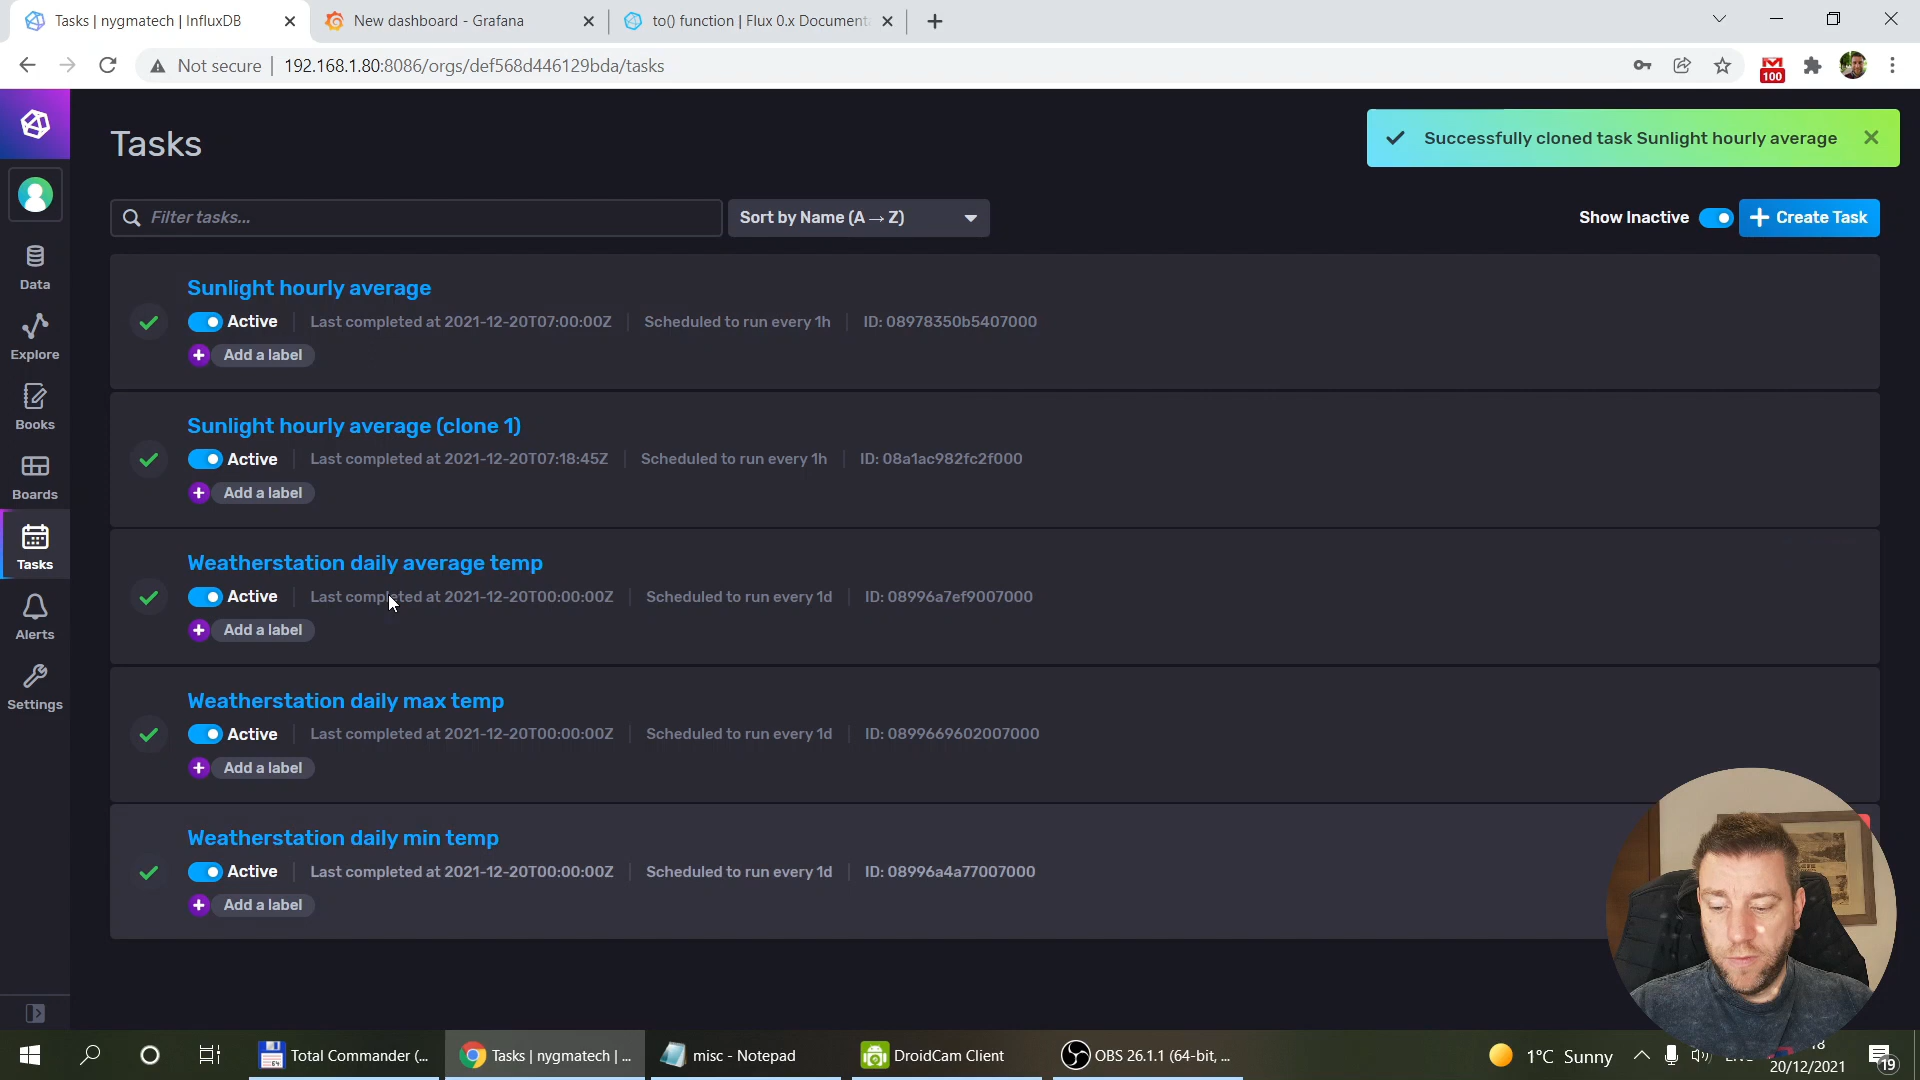 Tasks | nygmatech | InfluxDB
New dashboard - Grafana
to() function | Flux 0.x Documenta
Not secure
192.168.1.80:8086/orgs/def568d446129bda/tasks
100
Tasks
Successfully cloned task Sunlight hourly average
Filter tasks...
Sort by Name (A → Z)
Show Inactive
Create Task
Data
Explore
Books
Boards
Tasks
Alerts
Settings
Sunlight hourly average
Active
Last completed at 2021-12-20T07:00:00Z
Scheduled to run every 1h
ID: 08978350b5407000
Add a label
Sunlight hourly average (clone 1)
Active
Last completed at 2021-12-20T07:18:45Z
Scheduled to run every 1h
ID: 08a1ac982fc2f000
Add a label
Weatherstation daily average temp
Active
Last completed at 2021-12-20T00:00:00Z
Scheduled to run every 1d
ID: 08996a7ef9007000
Add a label
Weatherstation daily max temp
Active
Last completed at 2021-12-20T00:00:00Z
Scheduled to run every 1d
ID: 0899669602007000
Add a label
Weatherstation daily min temp
Active
Last completed at 2021-12-20T00:00:00Z
Scheduled to run every 1d
ID: 08996a4a77007000
Add a label
64
Total Commander (...
Tasks | nygmatech | ...
misc - Notepad
DroidCam Client
OBS 26.1.1 (64-bit, ...
1°C Sunny
20/12/2021
19